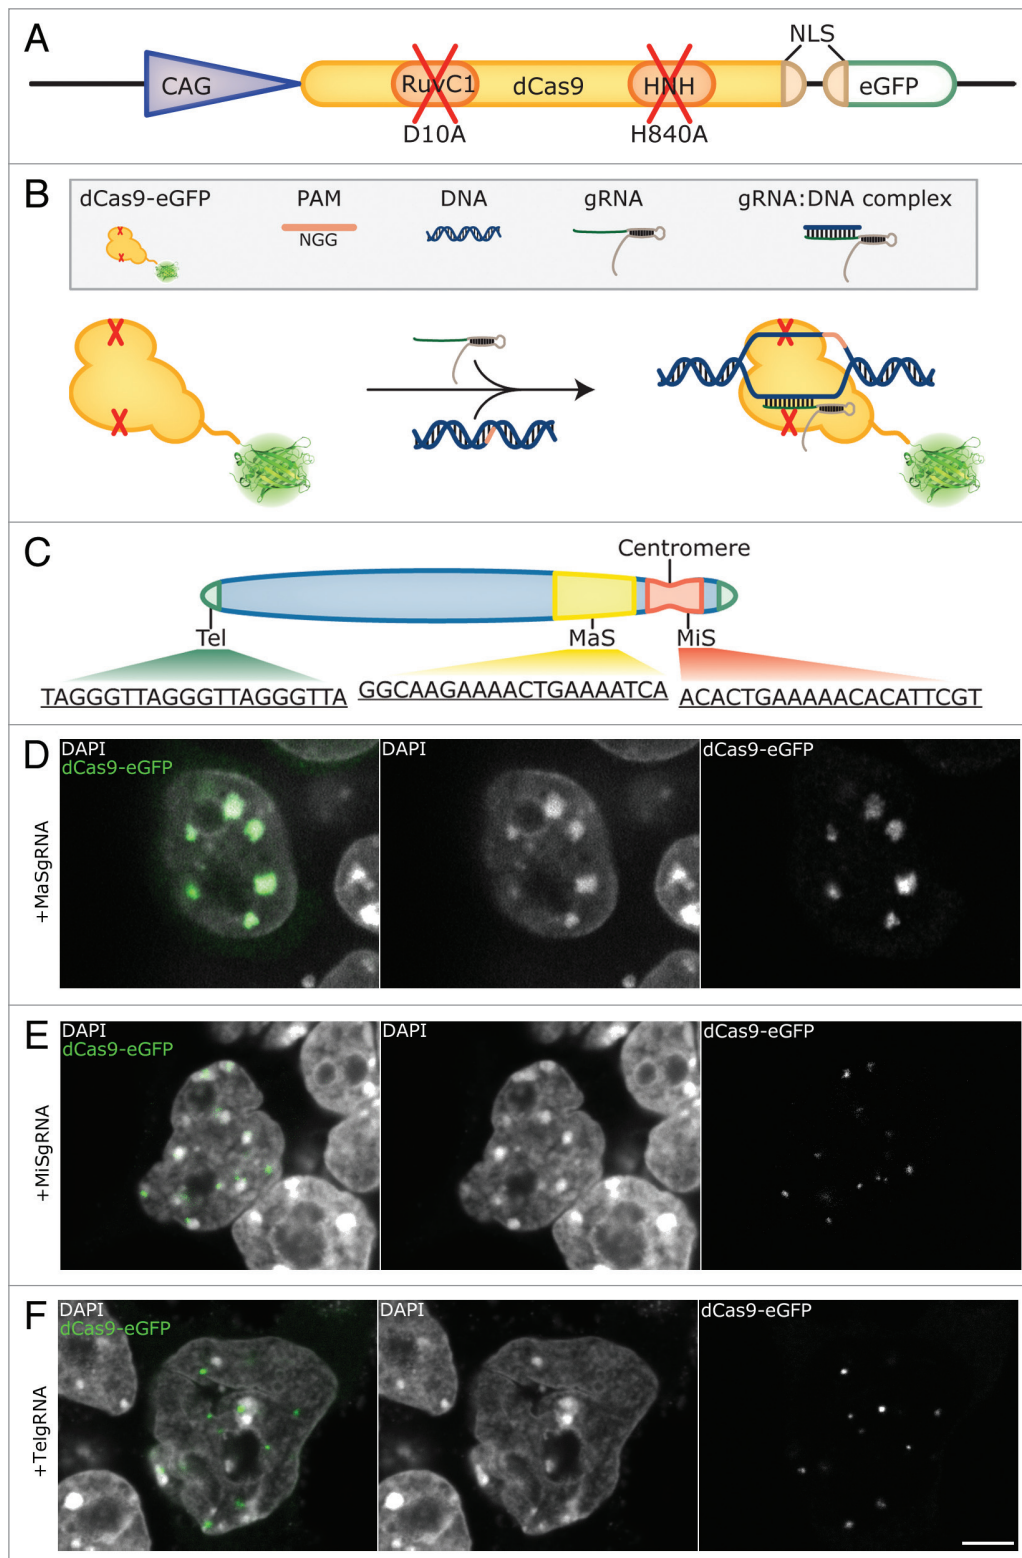 A
NLS
CAG
RuvC1
dCas9
HNH
eGFP
D10A
H840A
B
dCas9-eGFP
PAM
DNA
gRNA
gRNA:DNA complex
NGG
C
Centromere
Tel
MaS
MiS
TAGGGTTAGGGTTAGGGTTA
GGCAAGAAAACTGAAAATCA
ACACTGAAAAACACATTCGT
D
+MaSgRNA
DAPI
dCas9-eGFP
DAPI
dCas9-eGFP
E
+MiSgRNA
DAPI
dCas9-eGFP
DAPI
dCas9-eGFP
F
+TelgRNA
DAPI
dCas9-eGFP
DAPI
dCas9-eGFP